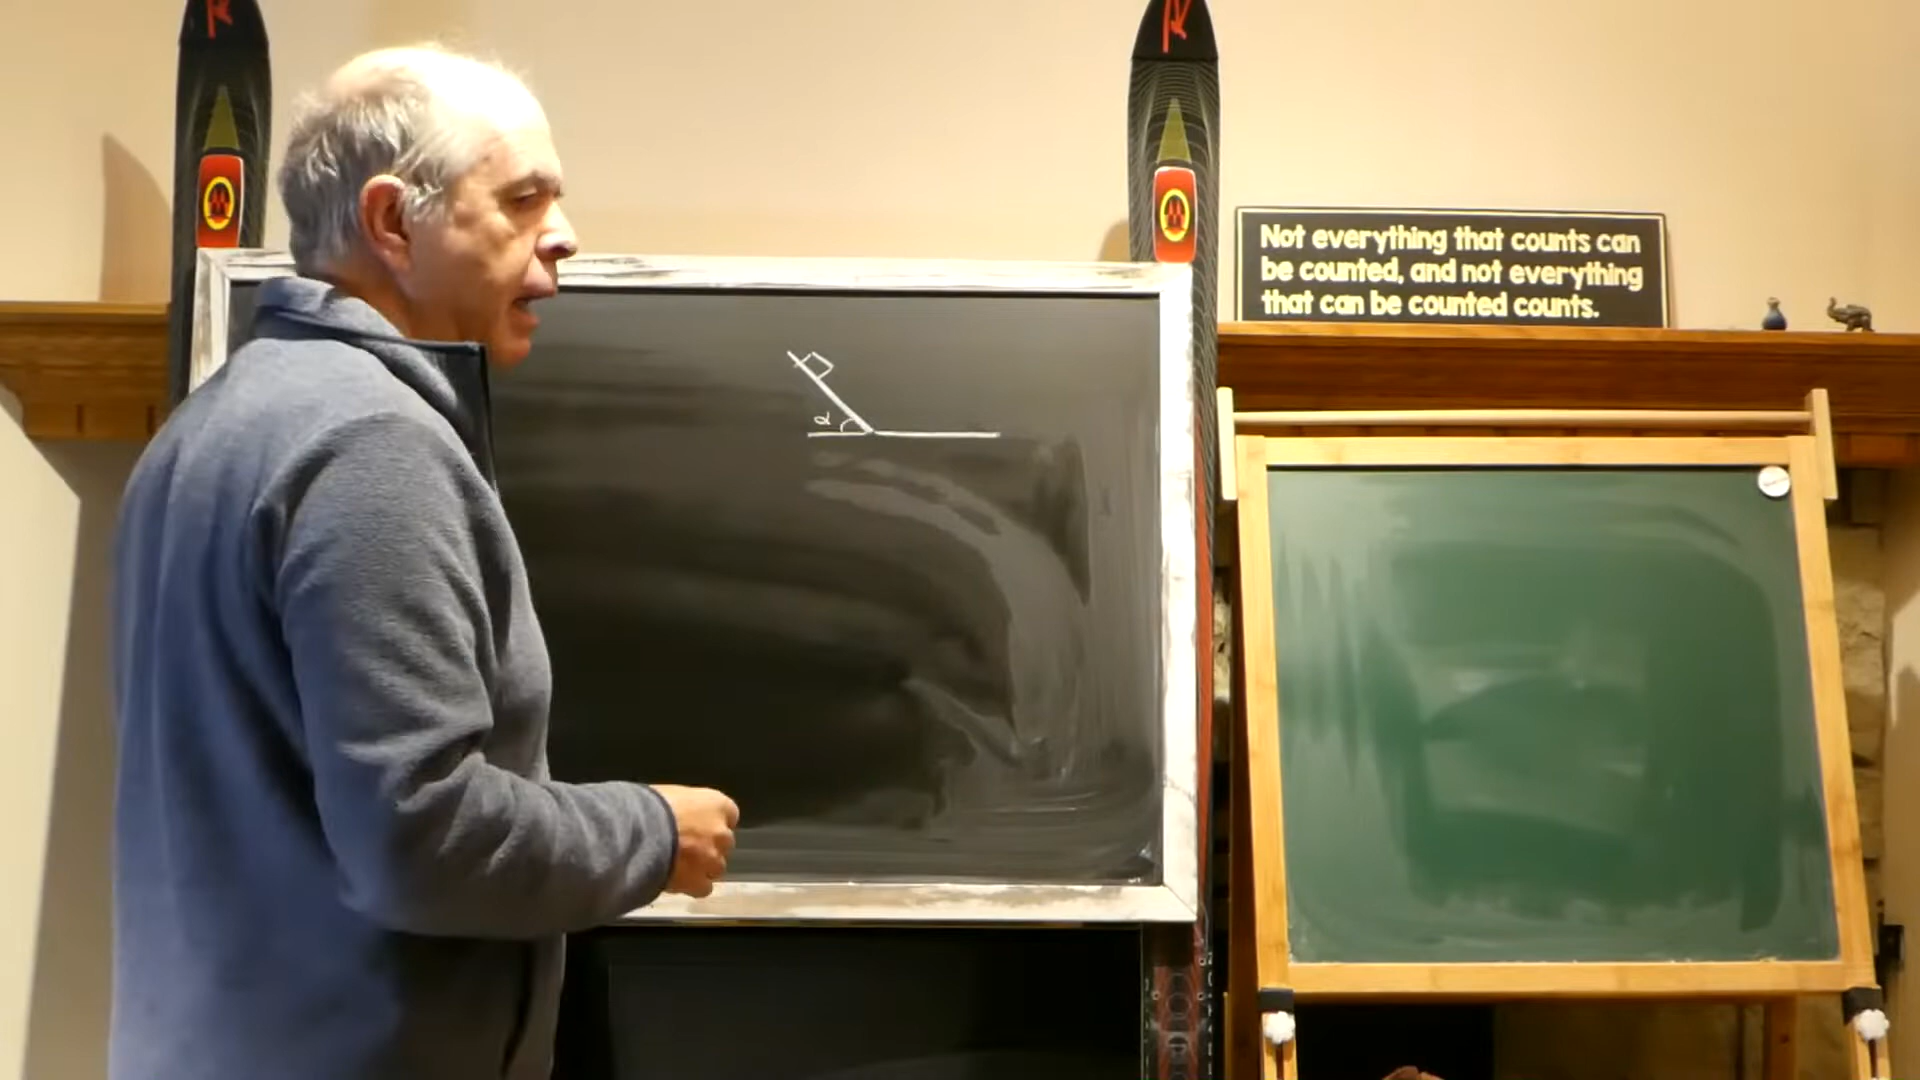 Not everything that counts can
be counted, and not everything
that can be counted counts.
α